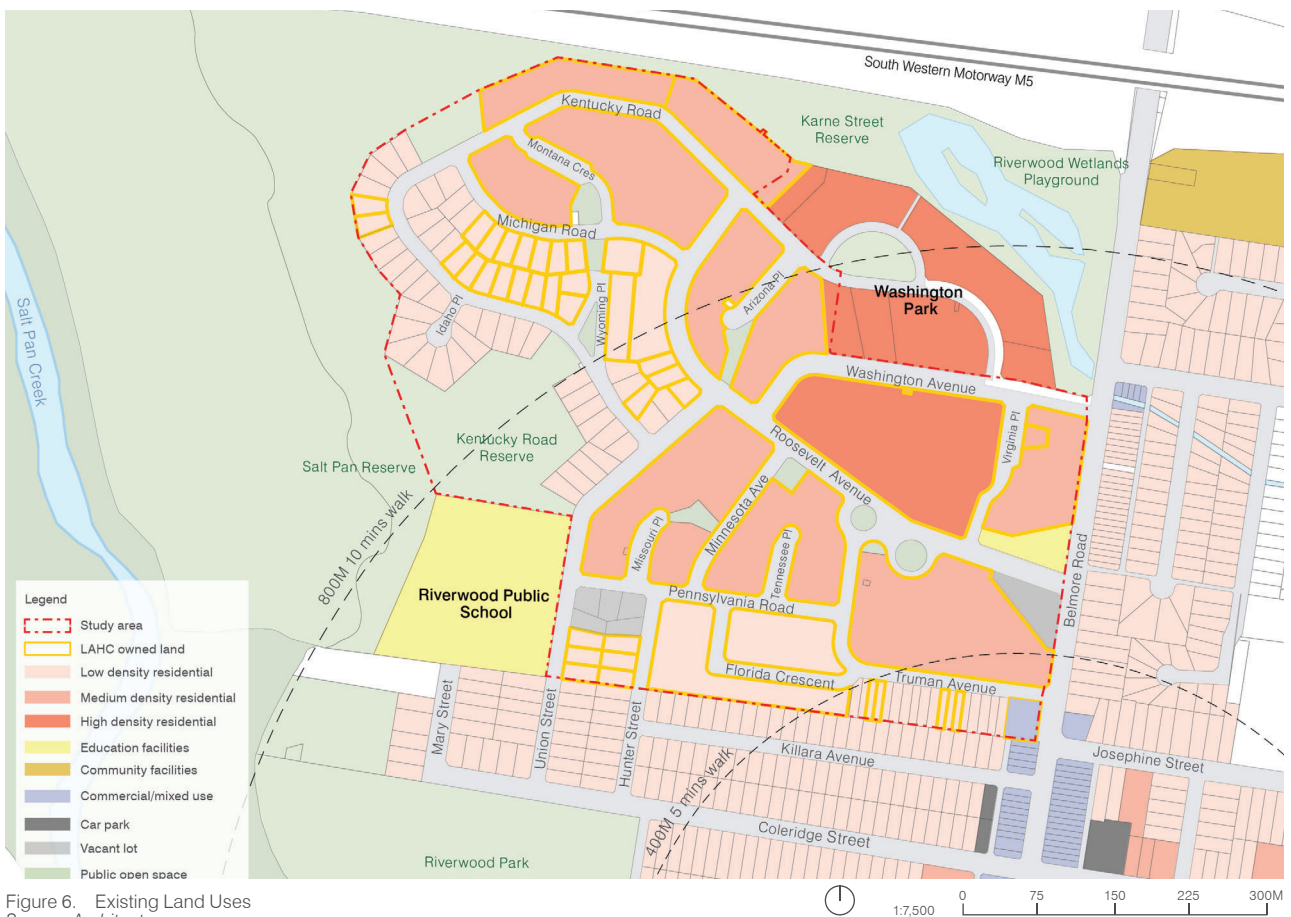 South Western Motorway M5
Kentucky Road
Karne Street
Reserve
Montana Cres
Riverwood Wetlands
Playground
Michigan Road
Arizona Pl
Washington
Park
Wyoming Pl
Idaho Pl
Salt Pan Creek
Washington Avenue
Virginia Pl
Roosevelt Avenue
Kentucky Road
Reserve
Salt Pan Reserve
Minnesota Ave
800M 10 mins walk
Missouri Pl
Tennessee Pl
Belmore Road
Riverwood Public
School
Pennsylvania Road
Florida Crescent
Truman Avenue
Mary Street
Union Street
Hunter Street
Killara Avenue
Josephine Street
400M 5 mins walk
Coleridge Street
Riverwood Park
Legend
Study area
LAHC owned land
Low density residential
Medium density residential
High density residential
Education facilities
Community facilities
Commercial/mixed use
Car park
Vacant lot
Public open space
Figure 6. Existing Land Uses
1:7,500
0 75 150 225 300M